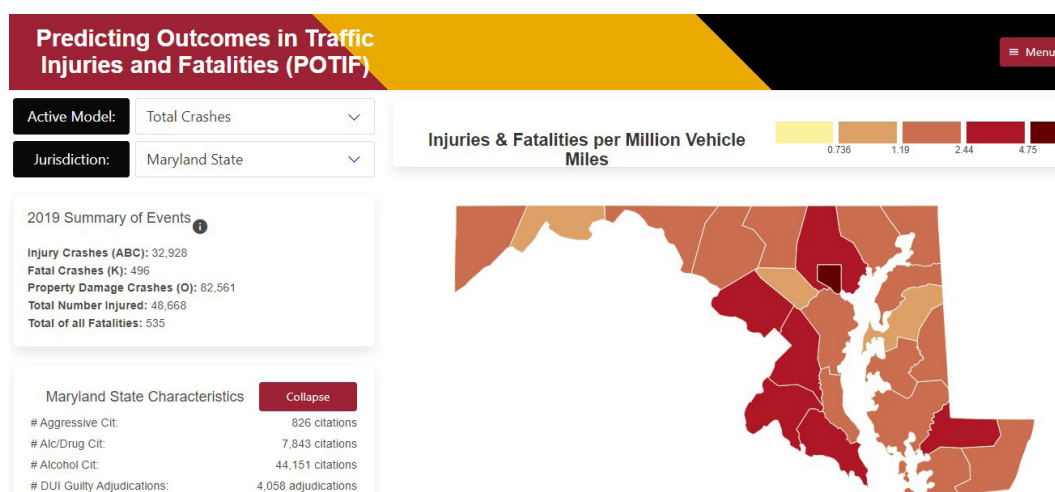 Predicting Outcomes in Traffic
Injuries and Fatalities (POTIF)
≡ Menu
Active Model:
Total Crashes
Jurisdiction:
Maryland State
Injuries & Fatalities per Million Vehicle
Miles
0.736 1.19 2.44 4.75
2019 Summary of Events
Injury Crashes (ABC): 32,928
Fatal Crashes (K): 496
Property Damage Crashes (O): 82,561
Total Number Injured: 48,668
Total of all Fatalities: 535
Maryland State Characteristics
Collapse
# Aggressive Cit: 826 citations
# Alc/Drug Cit: 7,843 citations
# Alcohol Cit: 44,151 citations
# DUI Guilty Adjudications: 4,058 adjudications